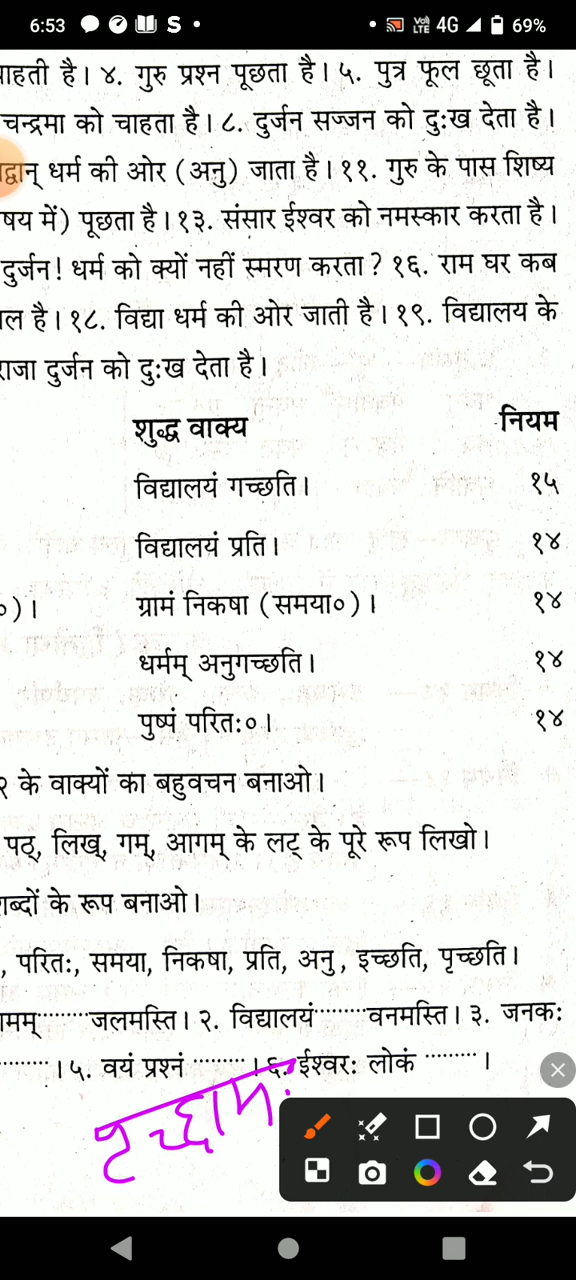 6:53 S • • VoLTE 4G 69%
ाहती है। ४. गुरु प्रश्न पूछता है। ५. पुत्र फूल छूता है।
चन्द्रमा को चाहता है। ८. दुर्जन सज्जन को दुःख देता है।
द्वान् धर्म की ओर (अनु) जाता है। ११. गुरु के पास शिष्य
षय में) पूछता है। १३. संसार ईश्वर को नमस्कार करता है।
दुर्जन! धर्म को क्यों नहीं स्मरण करता? १६. राम घर कब
ल है। १८. विद्या धर्म की ओर जाती है। १९. विद्यालय के
राजा दुर्जन को दुःख देता है।
शुद्ध वाक्य नियम
विद्यालयं गच्छति। १५
विद्यालयं प्रति। १४
०)। ग्रामं निकषा (समया०)। १४
धर्मम् अनुगच्छति। १४
पुष्पं परितः०। १४
२ के वाक्यों का बहुवचन बनाओ।
पठ्, लिख्, गम्, आगम् के लट् के पूरे रूप लिखो।
शब्दों के रूप बनाओ।
, परितः, समया, निकषा, प्रति, अनु, इच्छति, पृच्छति।
ामम्.........जलमस्ति। २. विद्यालयं.........वनमस्ति। ३. जनकः
.........। ५. वयं प्रश्नं .........। ६. ईश्वरः लोकं .........।
पृच्छामः